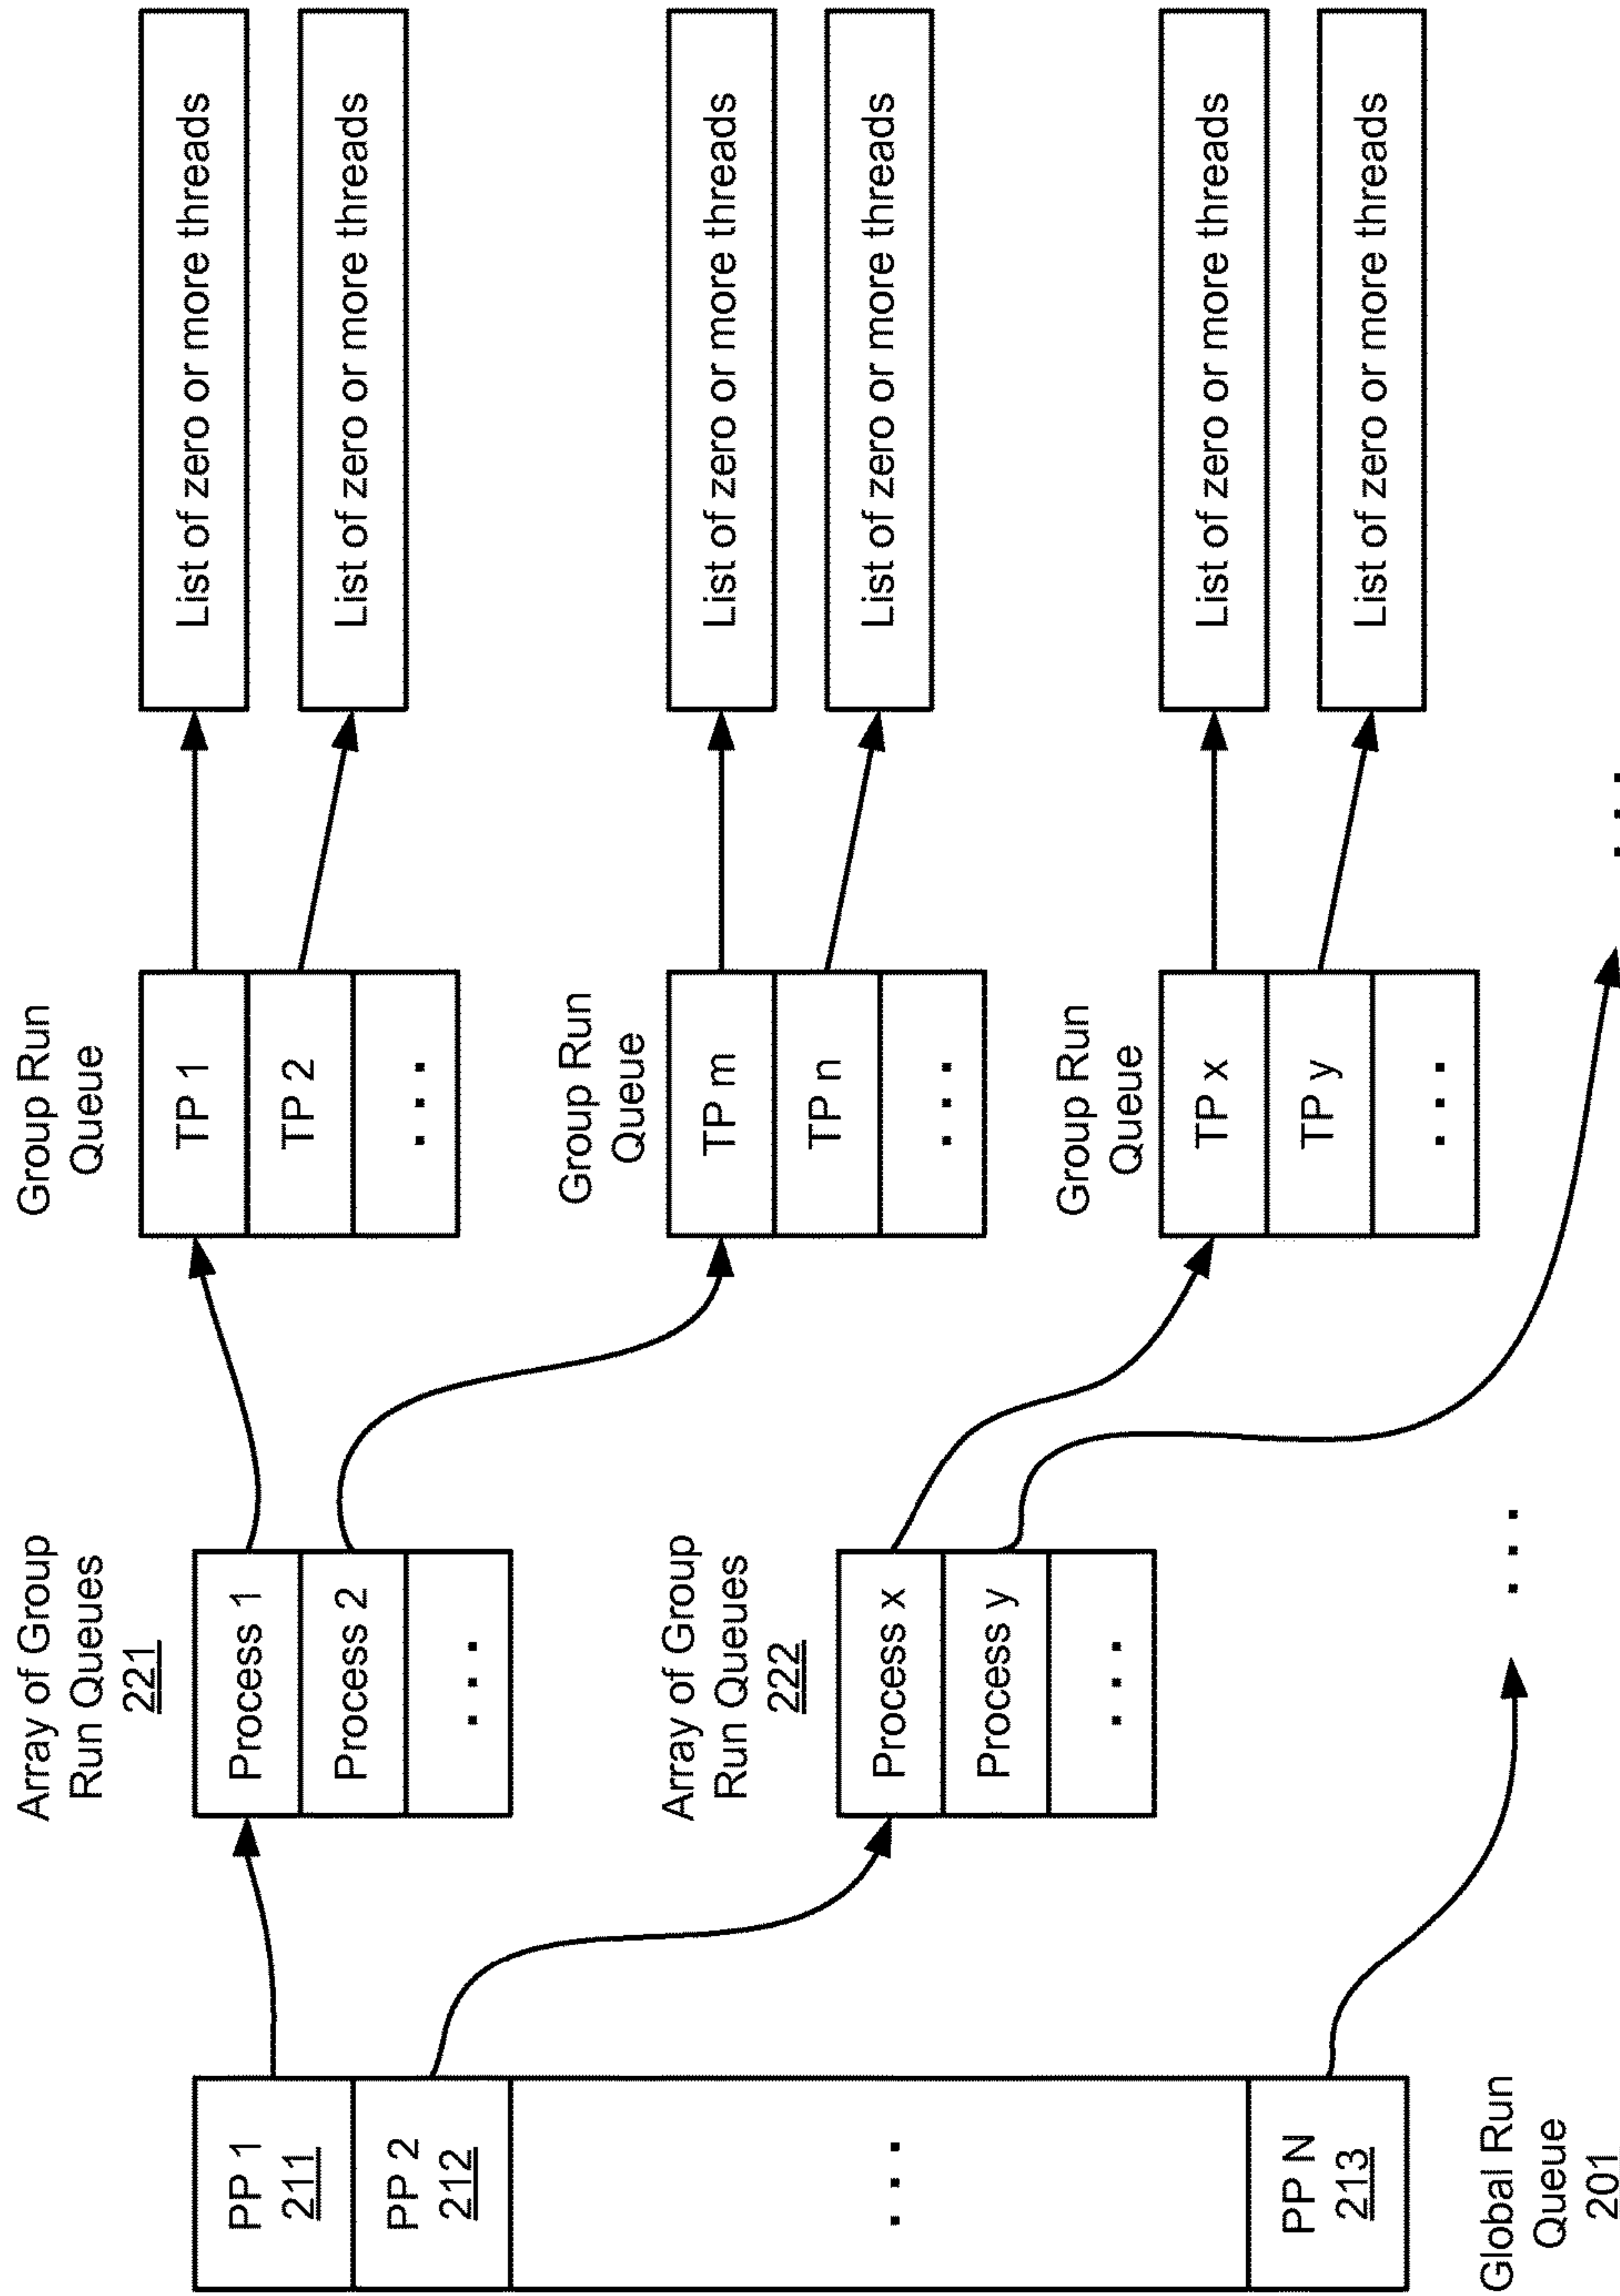 PP 1
211
PP 2
212
. . .
PP N
213
Global Run
Queue
201
Array of Group
Run Queues
221
Process 1
Process 2
. . .
Array of Group
Run Queues
222
Process x
Process y
. . .
. . .
Group Run
Queue
TP 1
TP 2
. . .
Group Run
Queue
TP m
TP n
. . .
Group Run
Queue
TP x
TP y
. . .
. . .
List of zero or more threads
List of zero or more threads
List of zero or more threads
List of zero or more threads
List of zero or more threads
List of zero or more threads